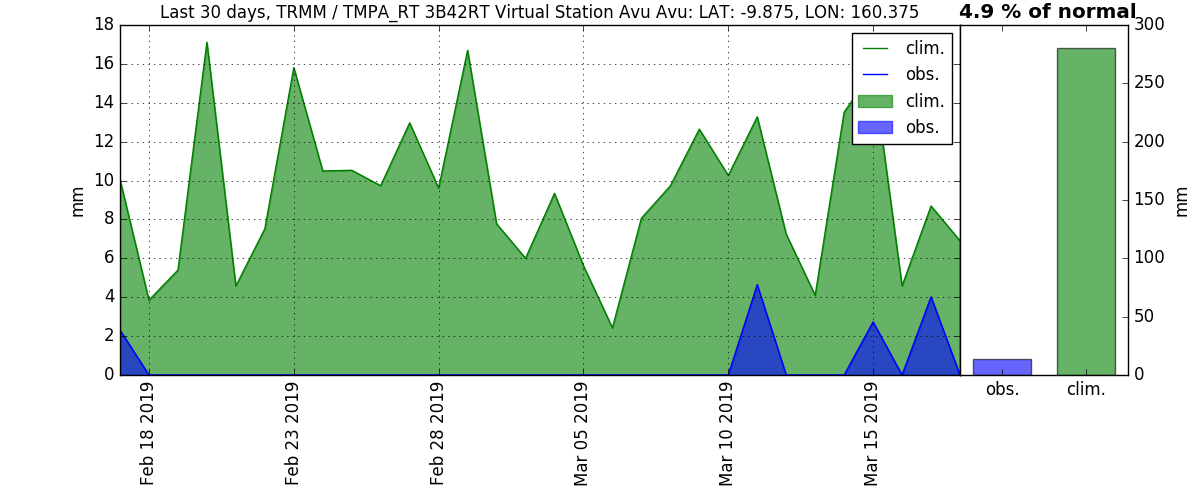 Last 30 days, TRMM / TMPA_RT 3B42RT Virtual Station Avu Avu: LAT: -9.875, LON: 160.375
4.9 % of normal
18
16
14
12
10
8
6
4
2
0
mm
clim.
obs.
clim.
obs.
Feb 18 2019
Feb 23 2019
Feb 28 2019
Mar 05 2019
Mar 10 2019
Mar 15 2019
300
250
200
150
100
50
0
mm
obs.
clim.